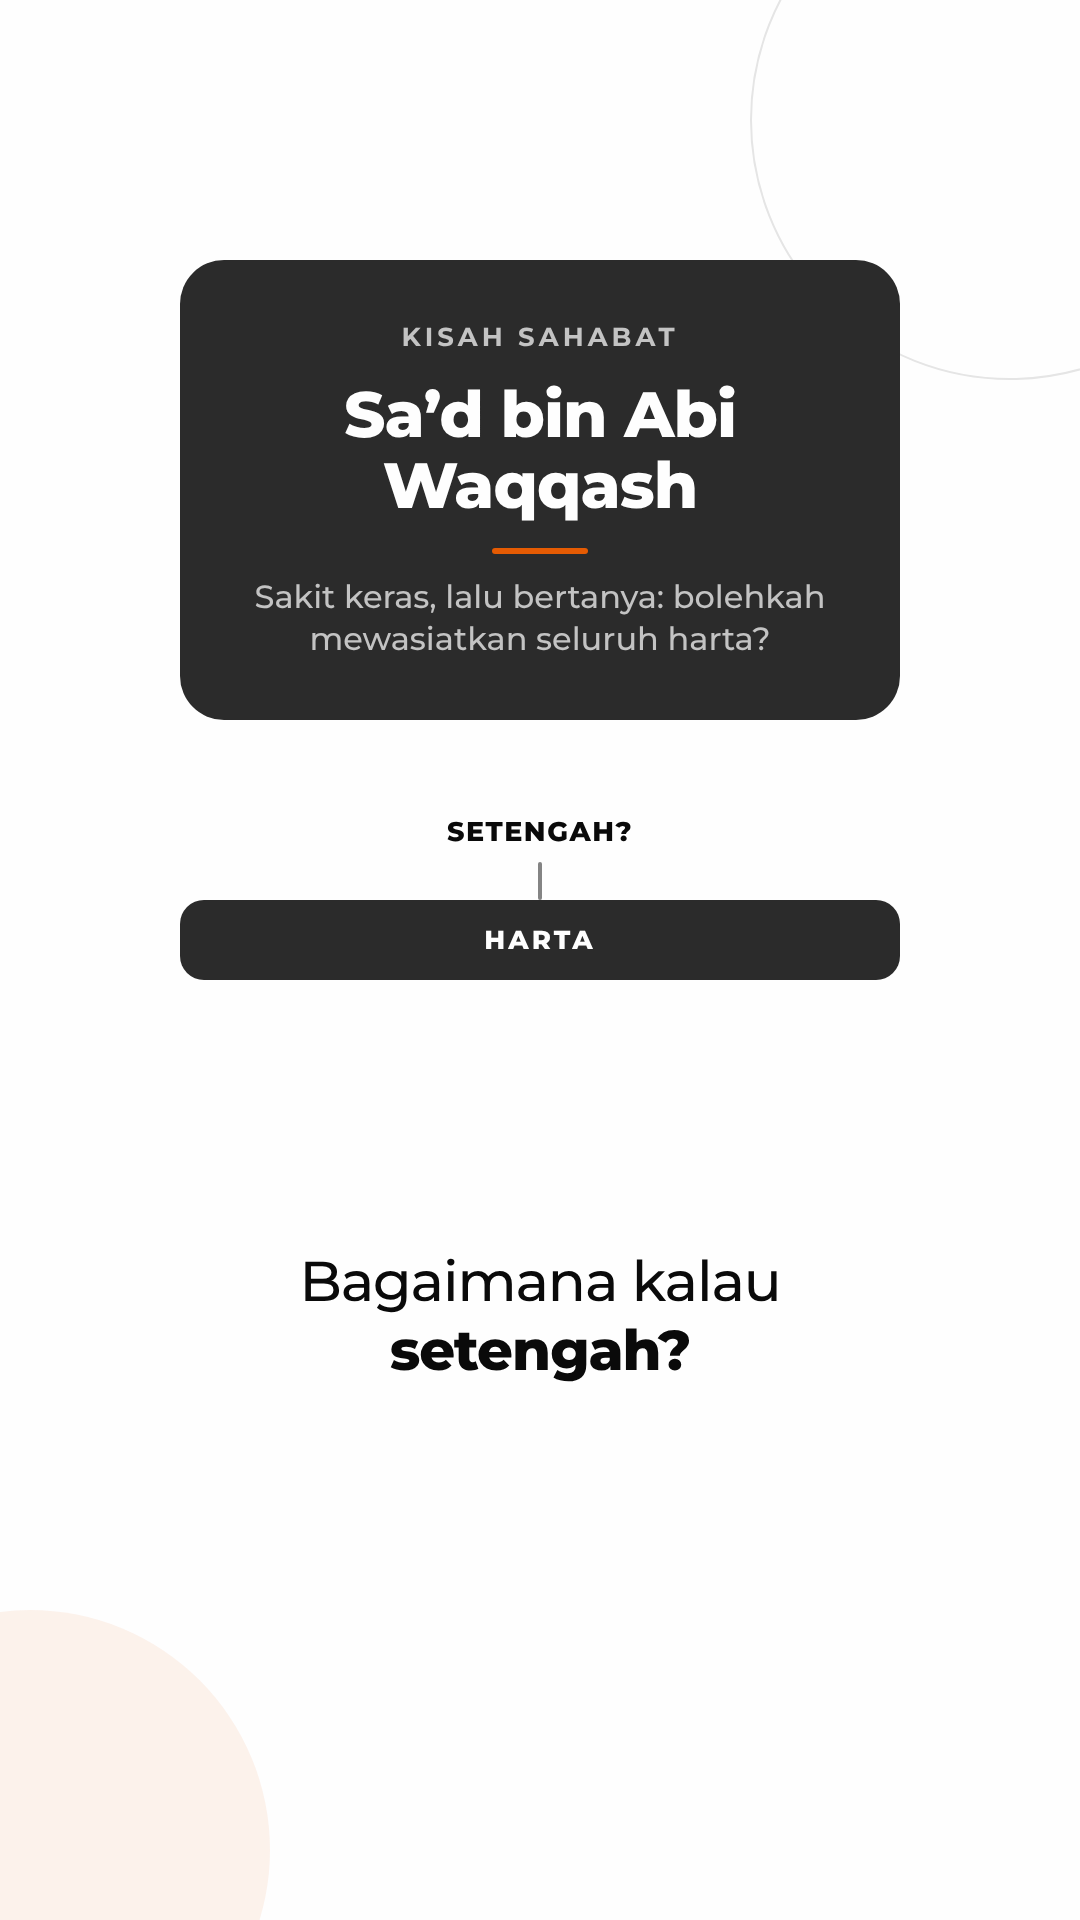 KISAH SAHABAT
Sa’d bin Abi
Waqqash
Sakit keras, lalu bertanya: bolehkah
mewasiatkan seluruh harta?
SETENGAH?
HARTA
Bagaimana kalau
setengah?